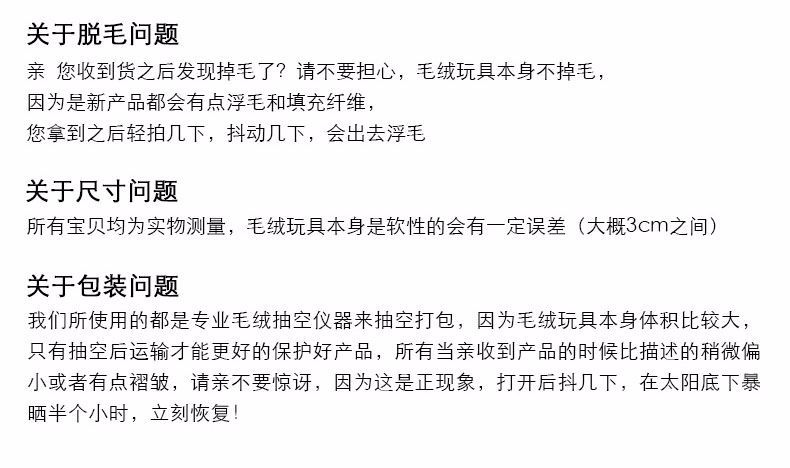 关于脱毛问题
亲 您收到货之后发现掉毛了？请不要担心，毛绒玩具本身不掉毛，
因为是新产品都会有点浮毛和填充纤维，
您拿到之后轻拍几下，抖动几下，会出去浮毛
关于尺寸问题
所有宝贝均为实物测量，毛绒玩具本身是软性的会有一定误差（大概3cm之间）
关于包装问题
我们所使用的都是专业毛绒抽空仪器来抽空打包，因为毛绒玩具本身体积比较大，
只有抽空后运输才能更好的保护好产品，所有当亲收到产品的时候比描述的稍微偏
小或者有点褶皱，请亲不要惊讶，因为这是正现象，打开后抖几下，在太阳底下暴
晒半个小时，立刻恢复！